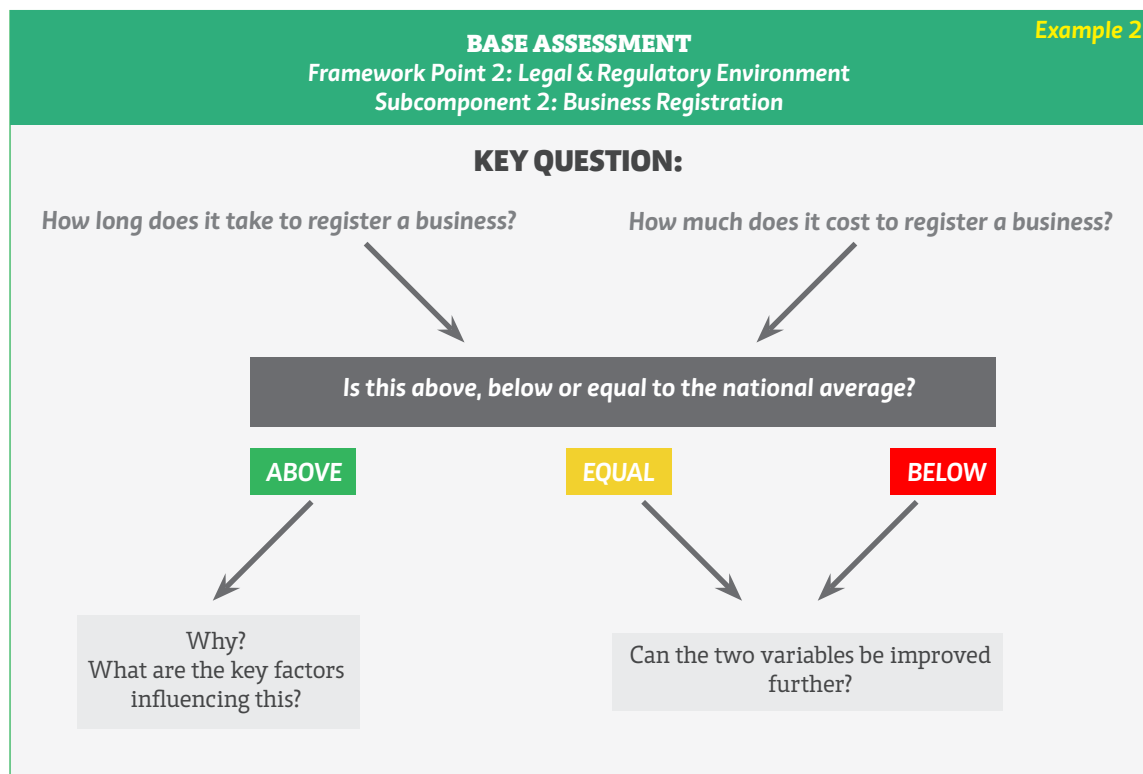 Example 2
BASE ASSESSMENT
Framework Point 2: Legal & Regulatory Environment
Subcomponent 2: Business Registration
KEY QUESTION:
How long does it take to register a business?
How much does it cost to register a business?
Is this above, below or equal to the national average?
ABOVE
EQUAL
BELOW
Why?
What are the key factors
influencing this?
Can the two variables be improved
further?